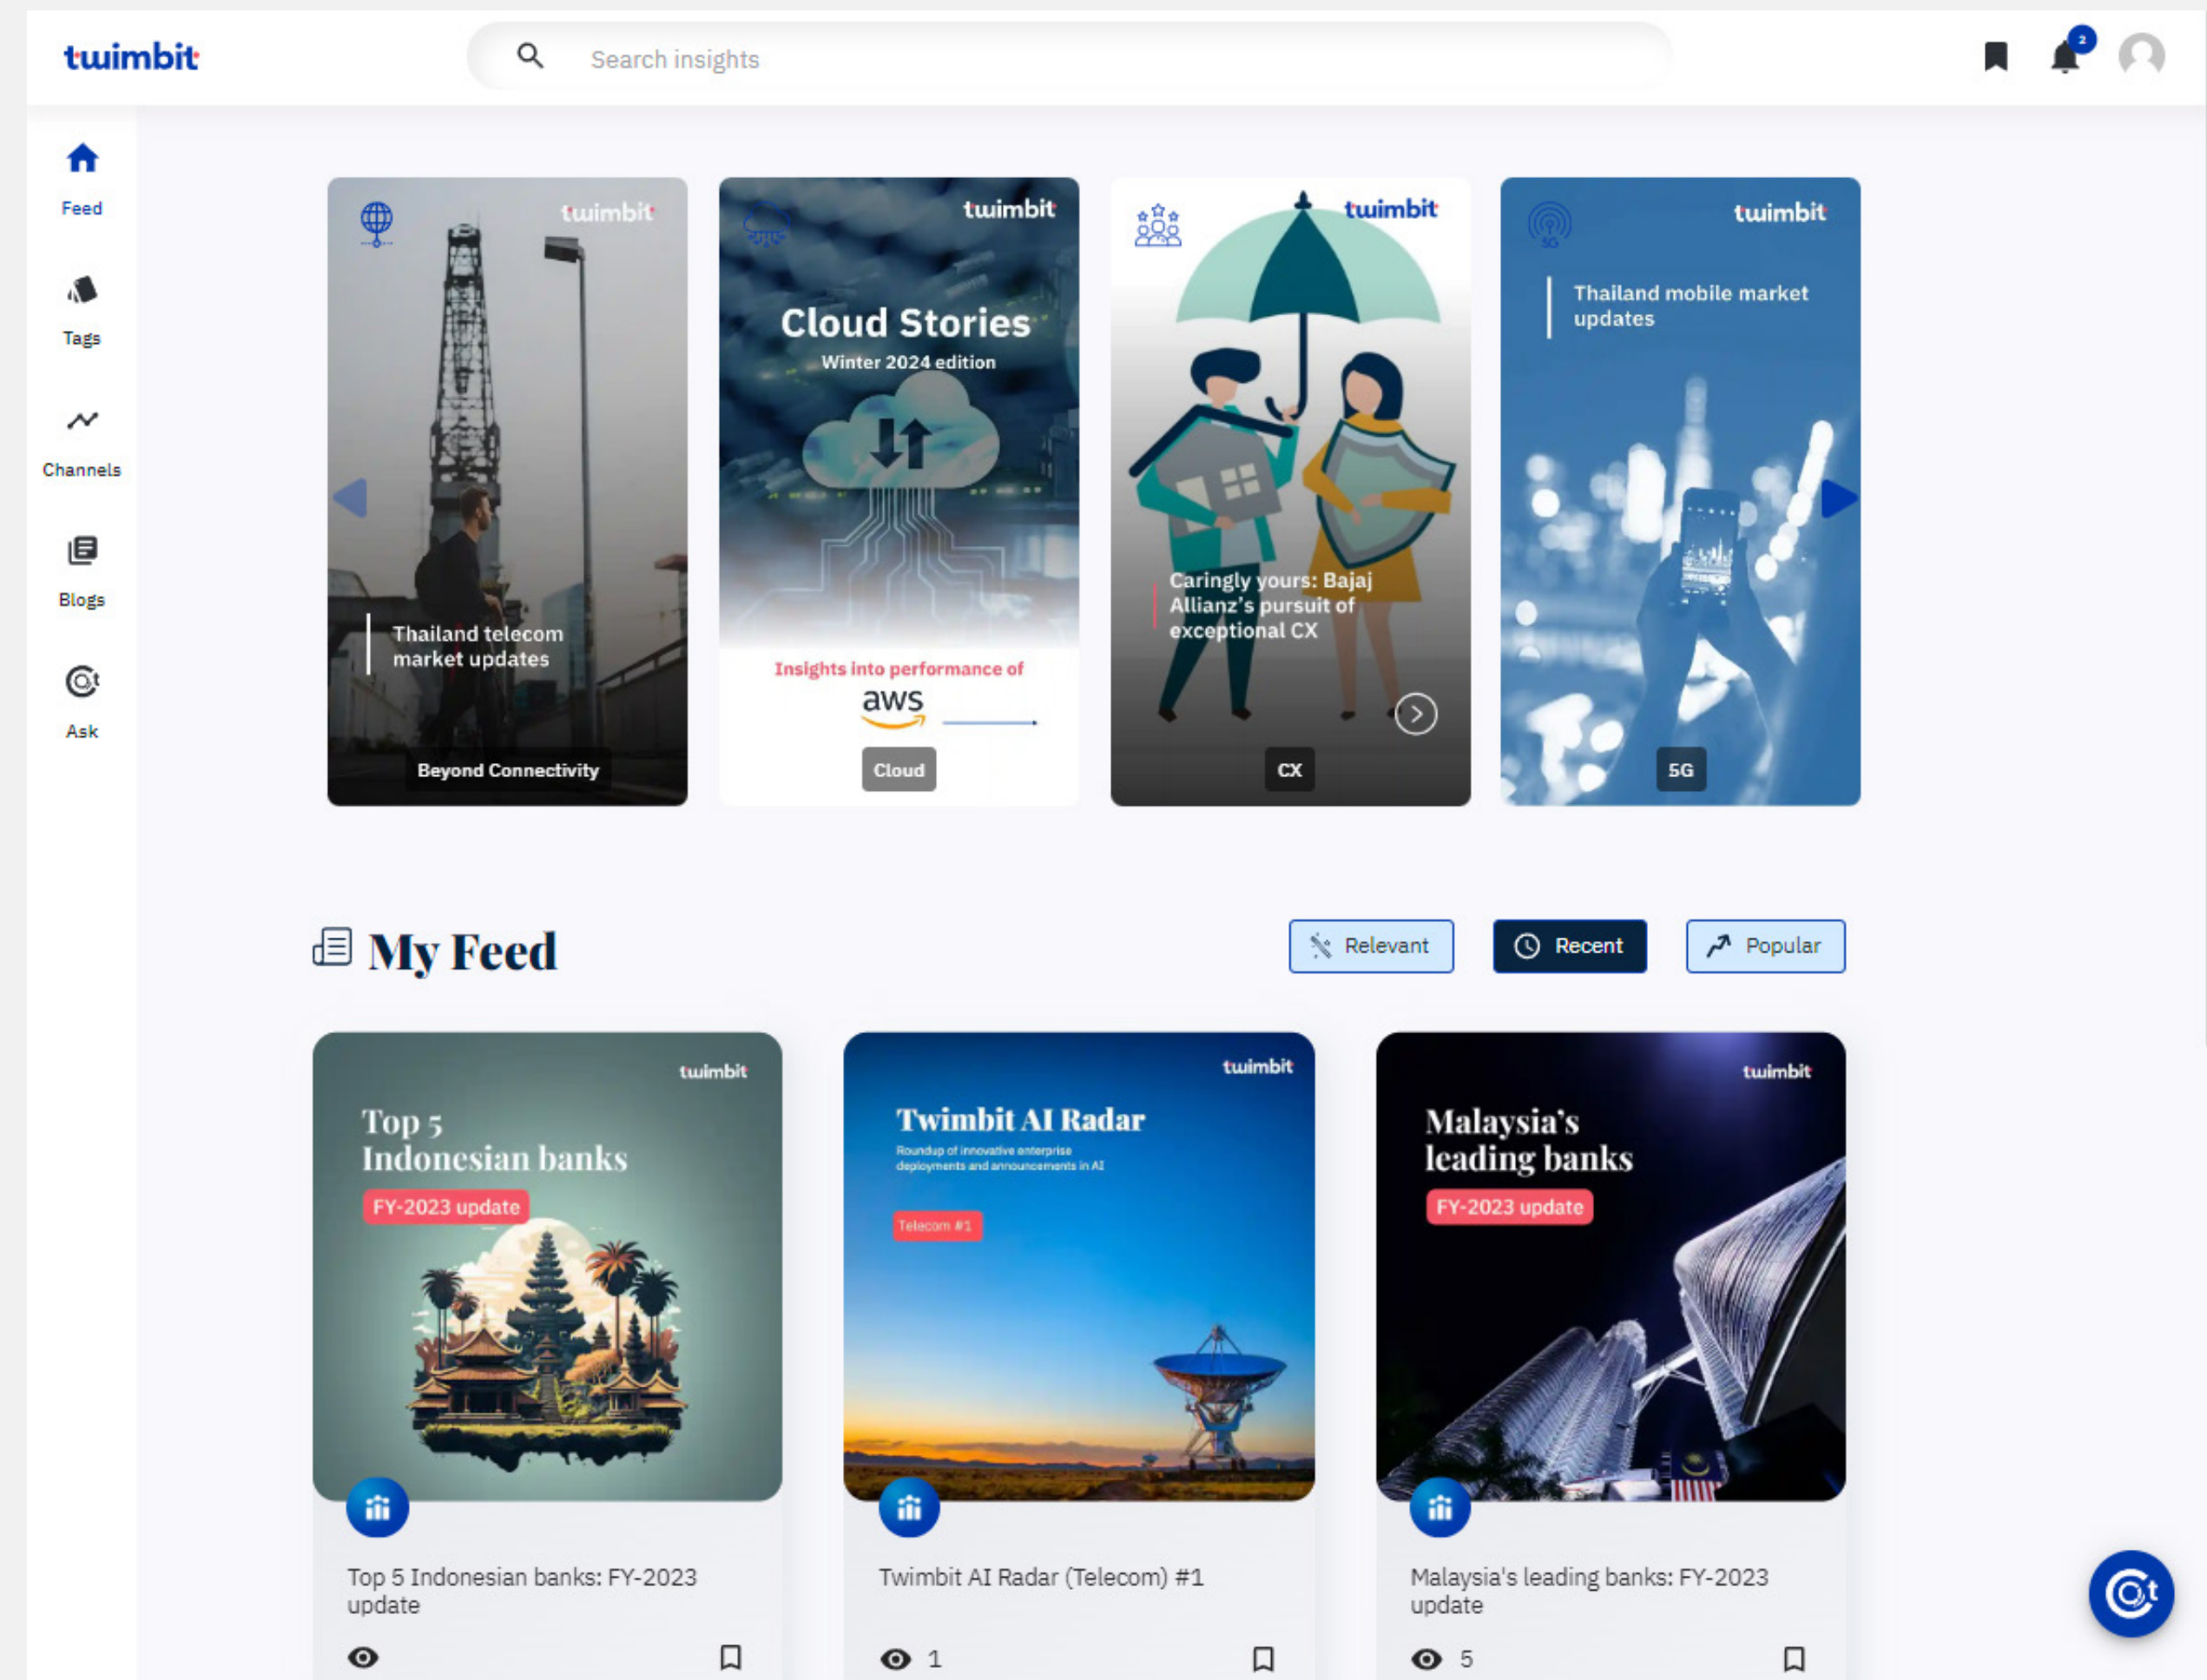 twimbit
Search insights
2
Feed
Tags
Channels
Blogs
Ask
twimbit
Thailand telecom
market updates
Beyond Connectivity
twimbit
Cloud Stories
Winter 2024 edition
Insights into performance of
aws
Cloud
twimbit
Caringly yours: Bajaj
Allianz's pursuit of
exceptional CX
CX
5G
twimbit
Thailand mobile market
updates
5G
My Feed
Relevant
Recent
Popular
twimbit
Top 5
Indonesian banks
FY-2023 update
Top 5 Indonesian banks: FY-2023
update
twimbit
Twimbit AI Radar
Roundup of innovative enterprise
deployments and announcements in AI
Telecom #1
Twimbit AI Radar (Telecom) #1
1
twimbit
Malaysia's
leading banks
FY-2023 update
Malaysia's leading banks: FY-2023
update
5